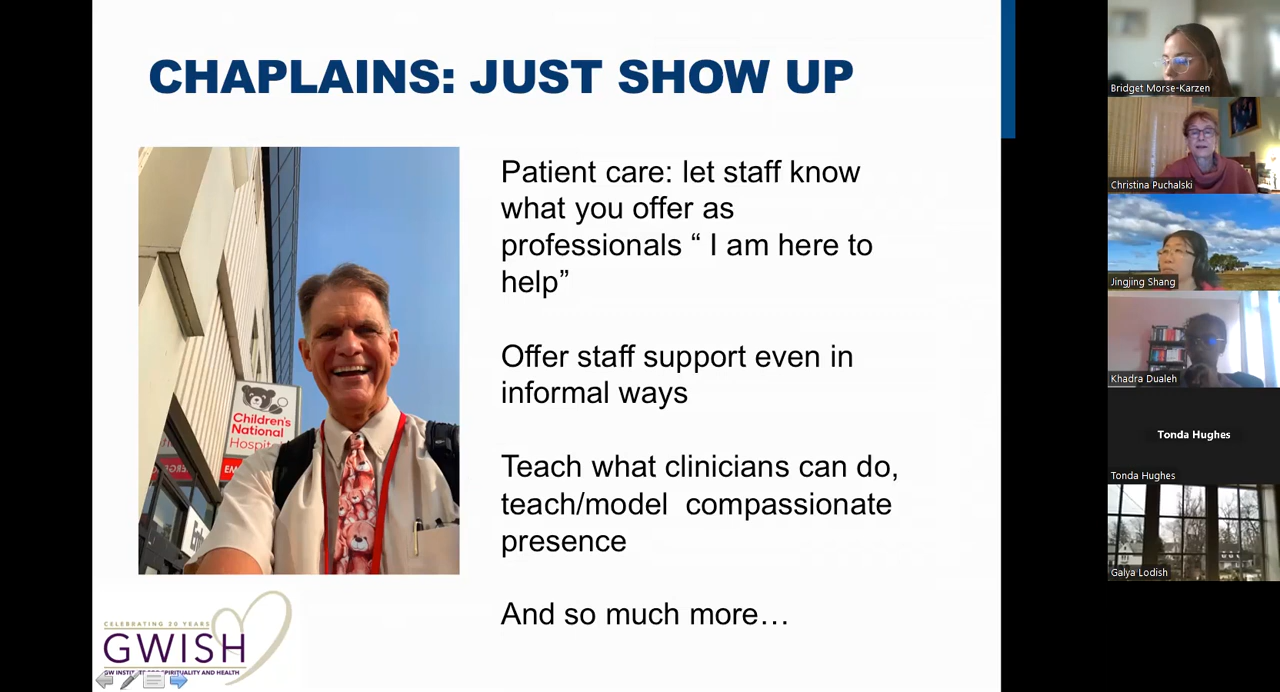 CHAPLAINS: JUST SHOW UP
Patient care: let staff know
what you offer as
professionals “ I am here to
help”
Offer staff support even in
informal ways
Teach what clinicians can do,
teach/model compassionate
presence
And so much more…
Children's
National
Hospital
CELEBRATING 20 YEARS
GWISH
Bridget Morse-Karzen
Christina Puchalski
Jingjing Shang
Khadra Dualeh
Tonda Hughes
Tonda Hughes
Galya Lodish